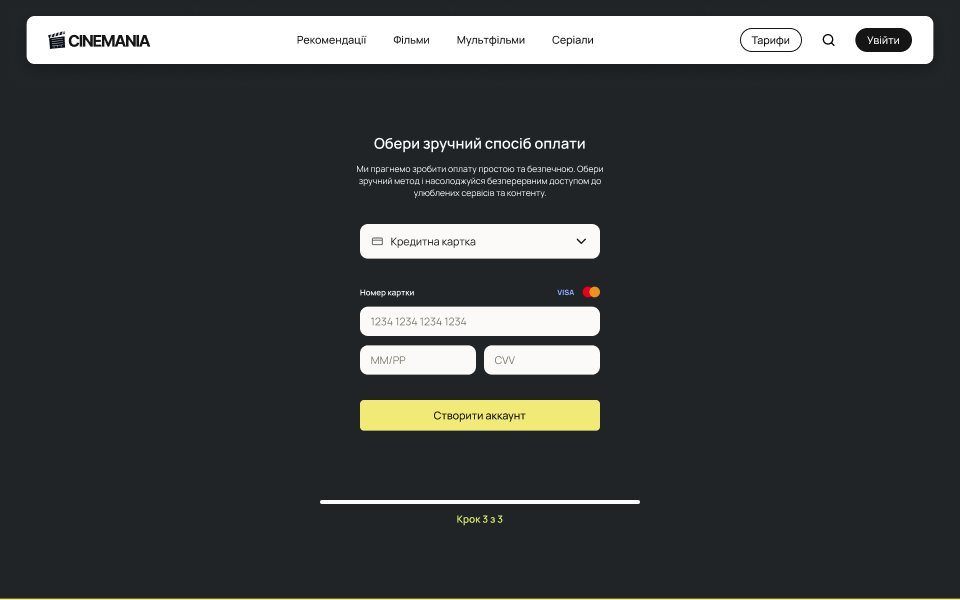 CINEMANIA
Рекомендації
Фільми
Мультфільми
Серіали
Тарифи
Увійти
Обери зручний спосіб оплати
Ми прагнемо зробити оплату простою та безпечною. Обери
зручний метод і насолоджуйся безперервним доступом до
улюблених сервісів та контенту.
Кредитна картка
Номер картки
VISA
1234 1234 1234 1234
ММ/РР
CVV
Створити аккаунт
Крок 3 з 3